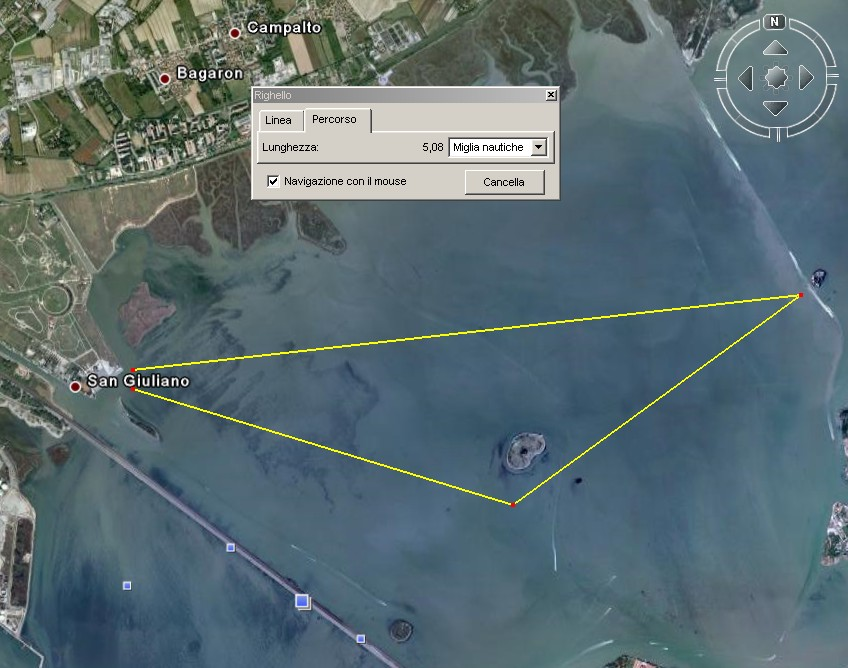 Campalto
Bagaron
Righello
Linea Percorso
Lunghezza: 5,08 Miglia nautiche
Navigazione con il mouse Cancella
San Giuliano
N